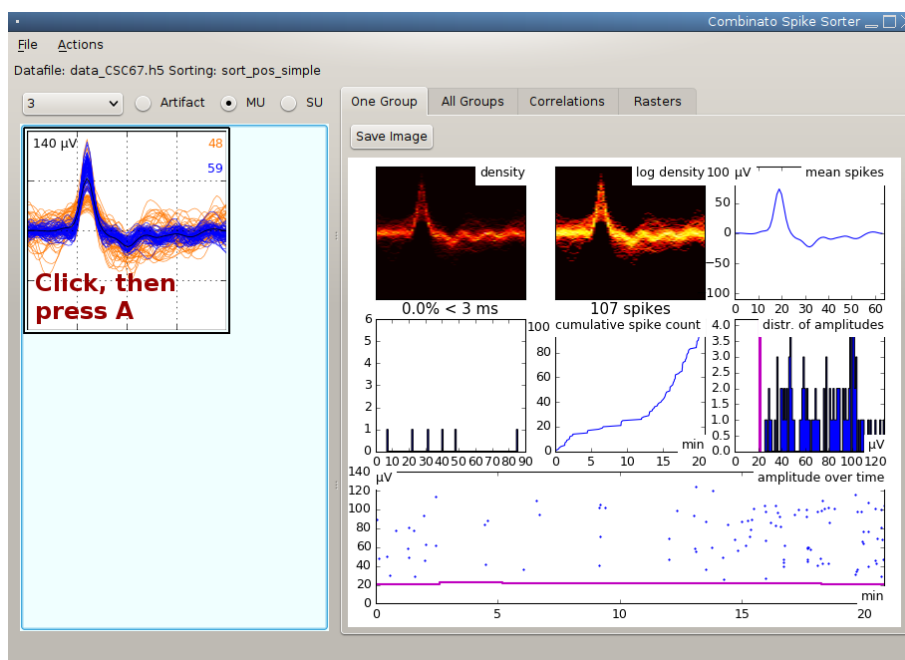 Combinato Spike Sorter
File Actions
Datafile: data_CSC67.h5 Sorting: sort_pos_simple
3 Artifact MU SU
One Group All Groups Correlations Rasters
Save Image
140 µV 48
59
Click, then
press A
density
log density
100 µV mean spikes
50
0
−50
100
0 10 20 30 40 50 60
0.0% < 3 ms
6
5
4
3
2
1
0
0 10 20 30 40 50 60 70 80 90
107 spikes
100 cumulative spike count
80
60
40
20
0
min
0 5 10 15 20
distr. of amplitudes
4.0
3.5
3.0
2.5
2.0
1.5
1.0
0.5
0.0
µV
0 20 40 60 80 100 120
140 µV amplitude over time
120
100
80
60
40
20
0
min
0 5 10 15 20